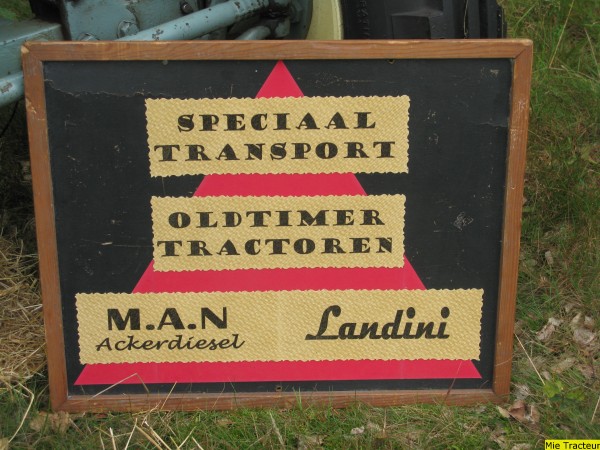 SPECIAAL
TRANSPORT
OLDTIMER
TRACTOREN
M.A.N
Ackerdiesel
Landini
Mie Tracteur